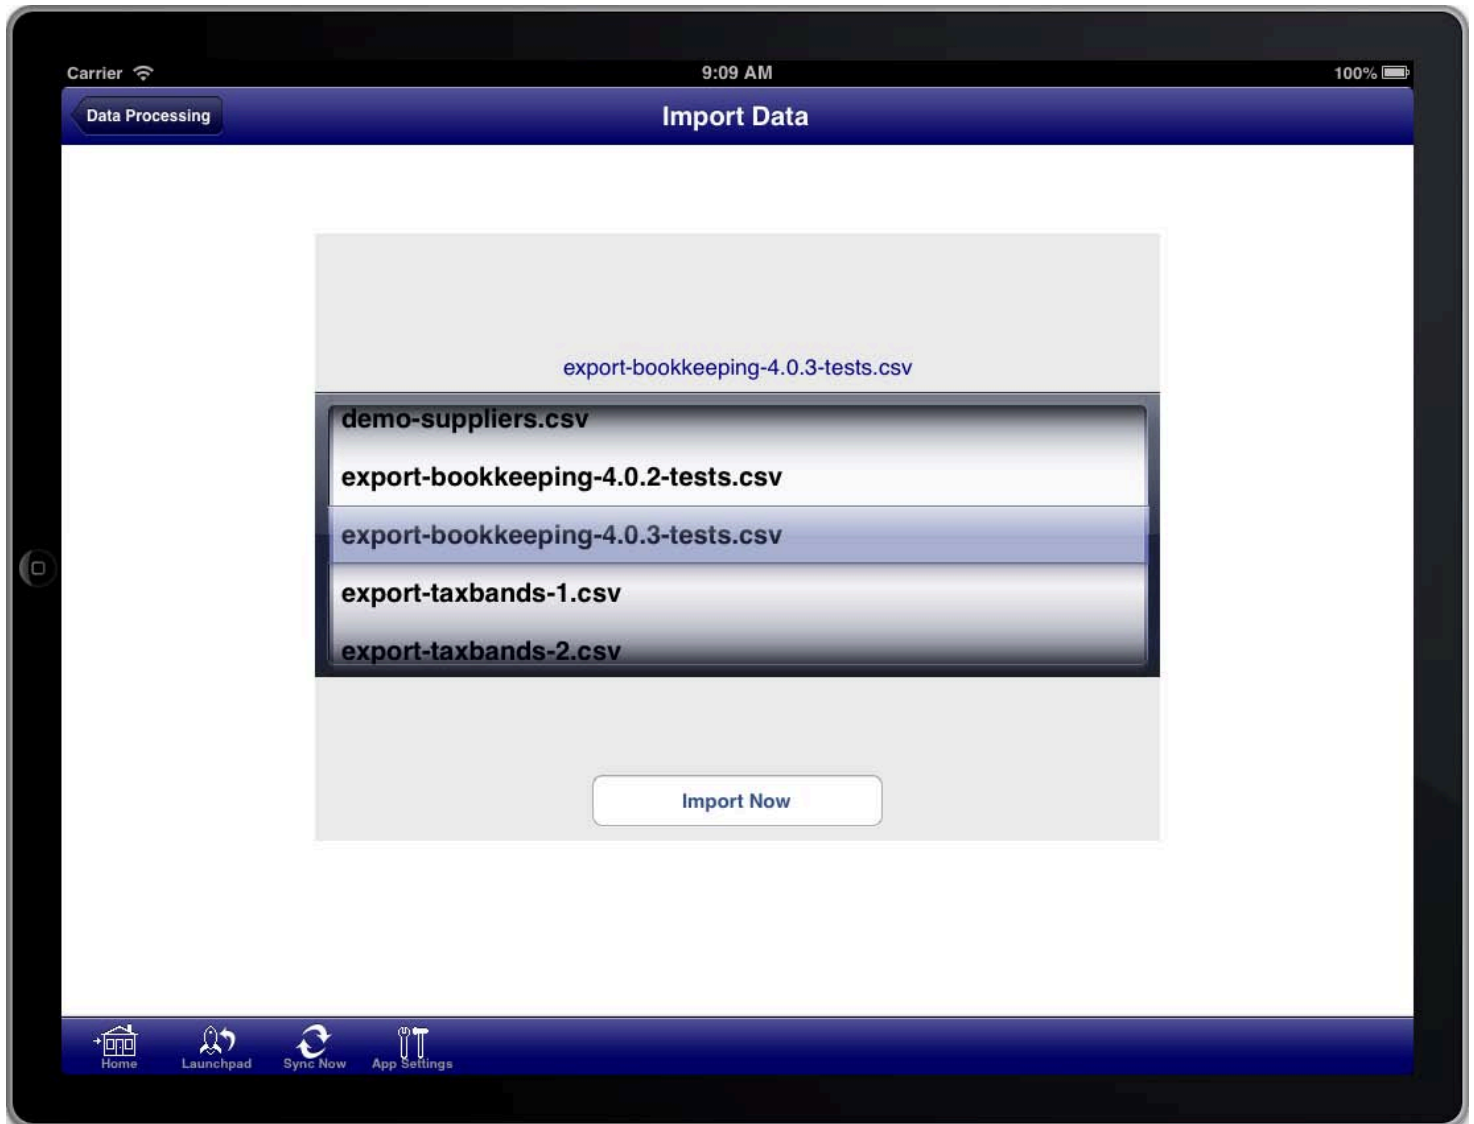 Carrier 9:09 AM 100%
Data Processing Import Data
export-bookkeeping-4.0.3-tests.csv
demo-suppliers.csv
export-bookkeeping-4.0.2-tests.csv
export-bookkeeping-4.0.3-tests.csv
export-taxbands-1.csv
export-taxbands-2.csv
Import Now
Home Launchpad Sync Now App Settings